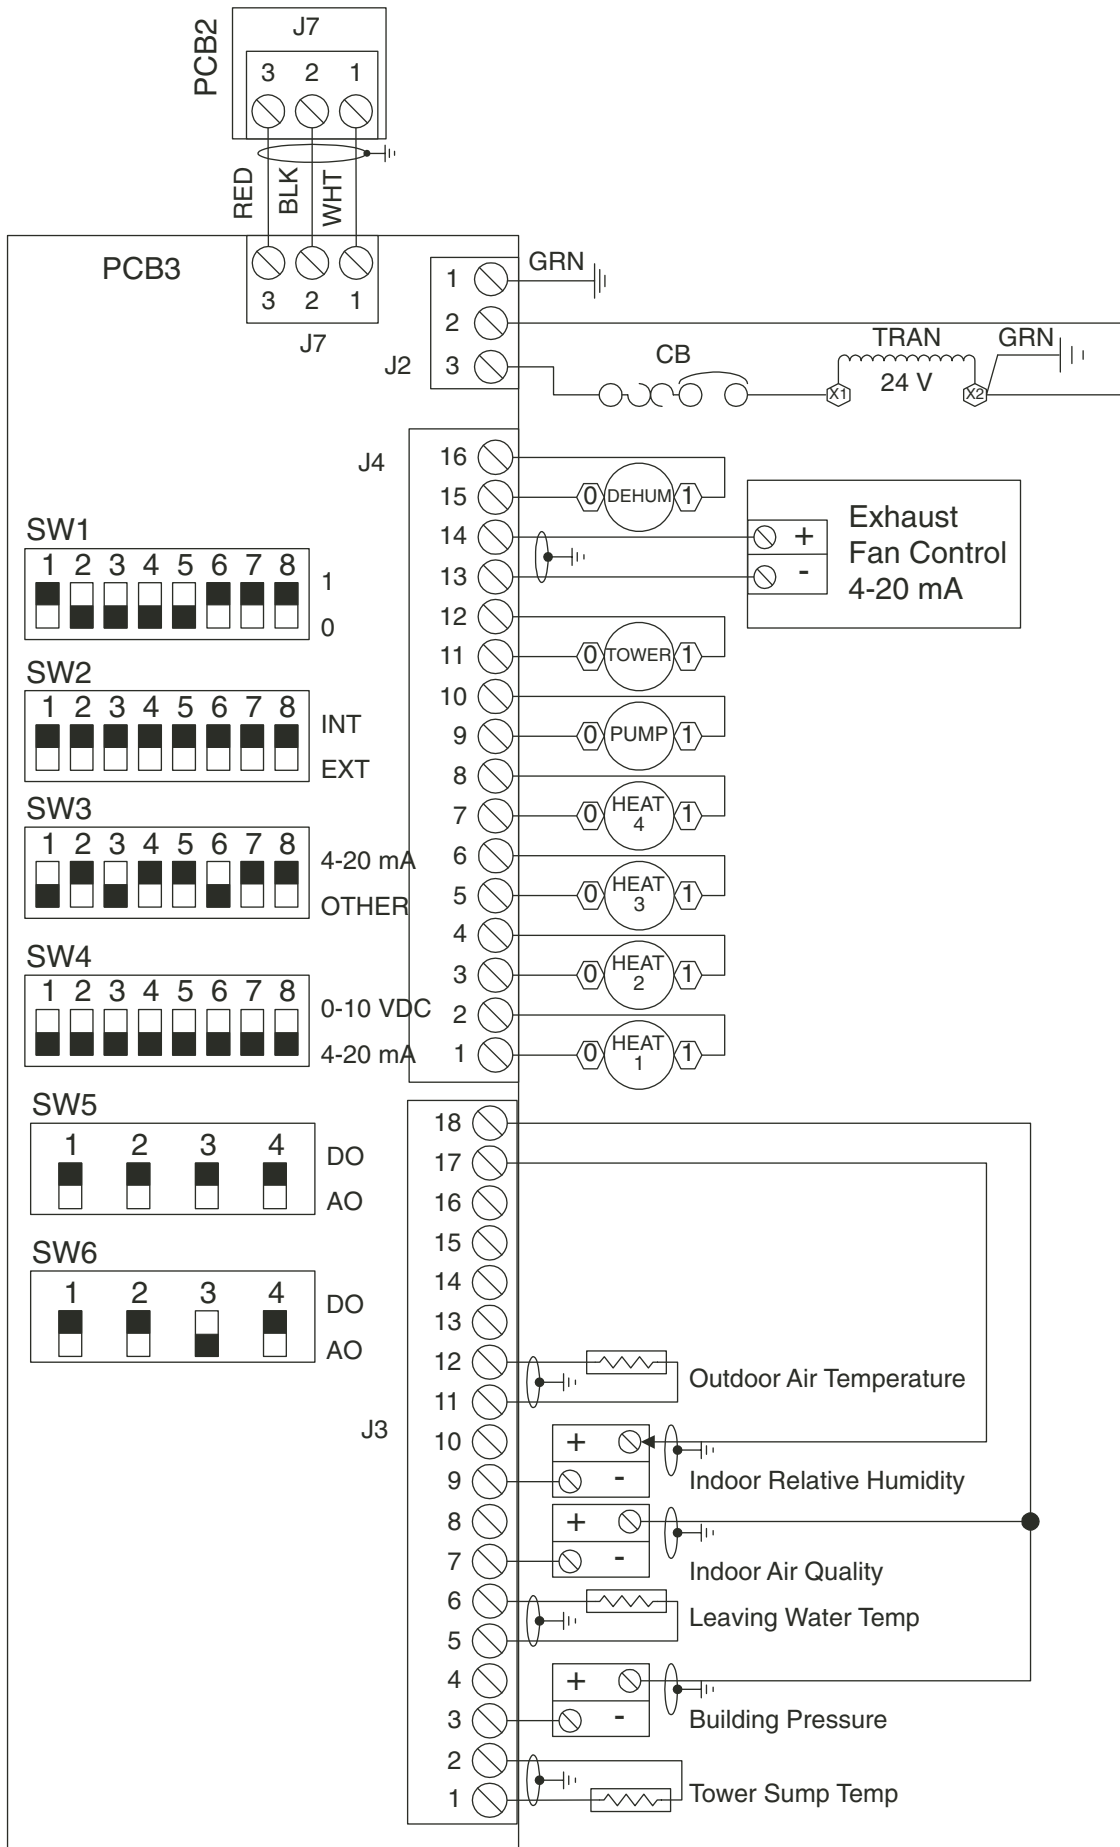 PCB2
J7
3 2 1
RED
BLK
WHT
PCB3
3 2 1
J7
J2
1
2
3
GRN
CB
TRAN
24 V
X1
X2
GRN
J4
16
15
14
13
12
11
10
9
8
7
6
5
4
3
2
1
0 DEHUM 1
Exhaust
Fan Control
4-20 mA
+
-
0 TOWER 1
0 PUMP 1
0 HEAT 4 1
0 HEAT 3 1
0 HEAT 2 1
0 HEAT 1 1
SW1
1 2 3 4 5 6 7 8
1
0
SW2
1 2 3 4 5 6 7 8
INT
EXT
SW3
1 2 3 4 5 6 7 8
4-20 mA
OTHER
SW4
1 2 3 4 5 6 7 8
0-10 VDC
4-20 mA
SW5
1 2 3 4
DO
AO
SW6
1 2 3 4
DO
AO
J3
18
17
16
15
14
13
12
11
10
9
8
7
6
5
4
3
2
1
Outdoor Air Temperature
+
-
Indoor Relative Humidity
+
-
Indoor Air Quality
Leaving Water Temp
+
-
Building Pressure
Tower Sump Temp